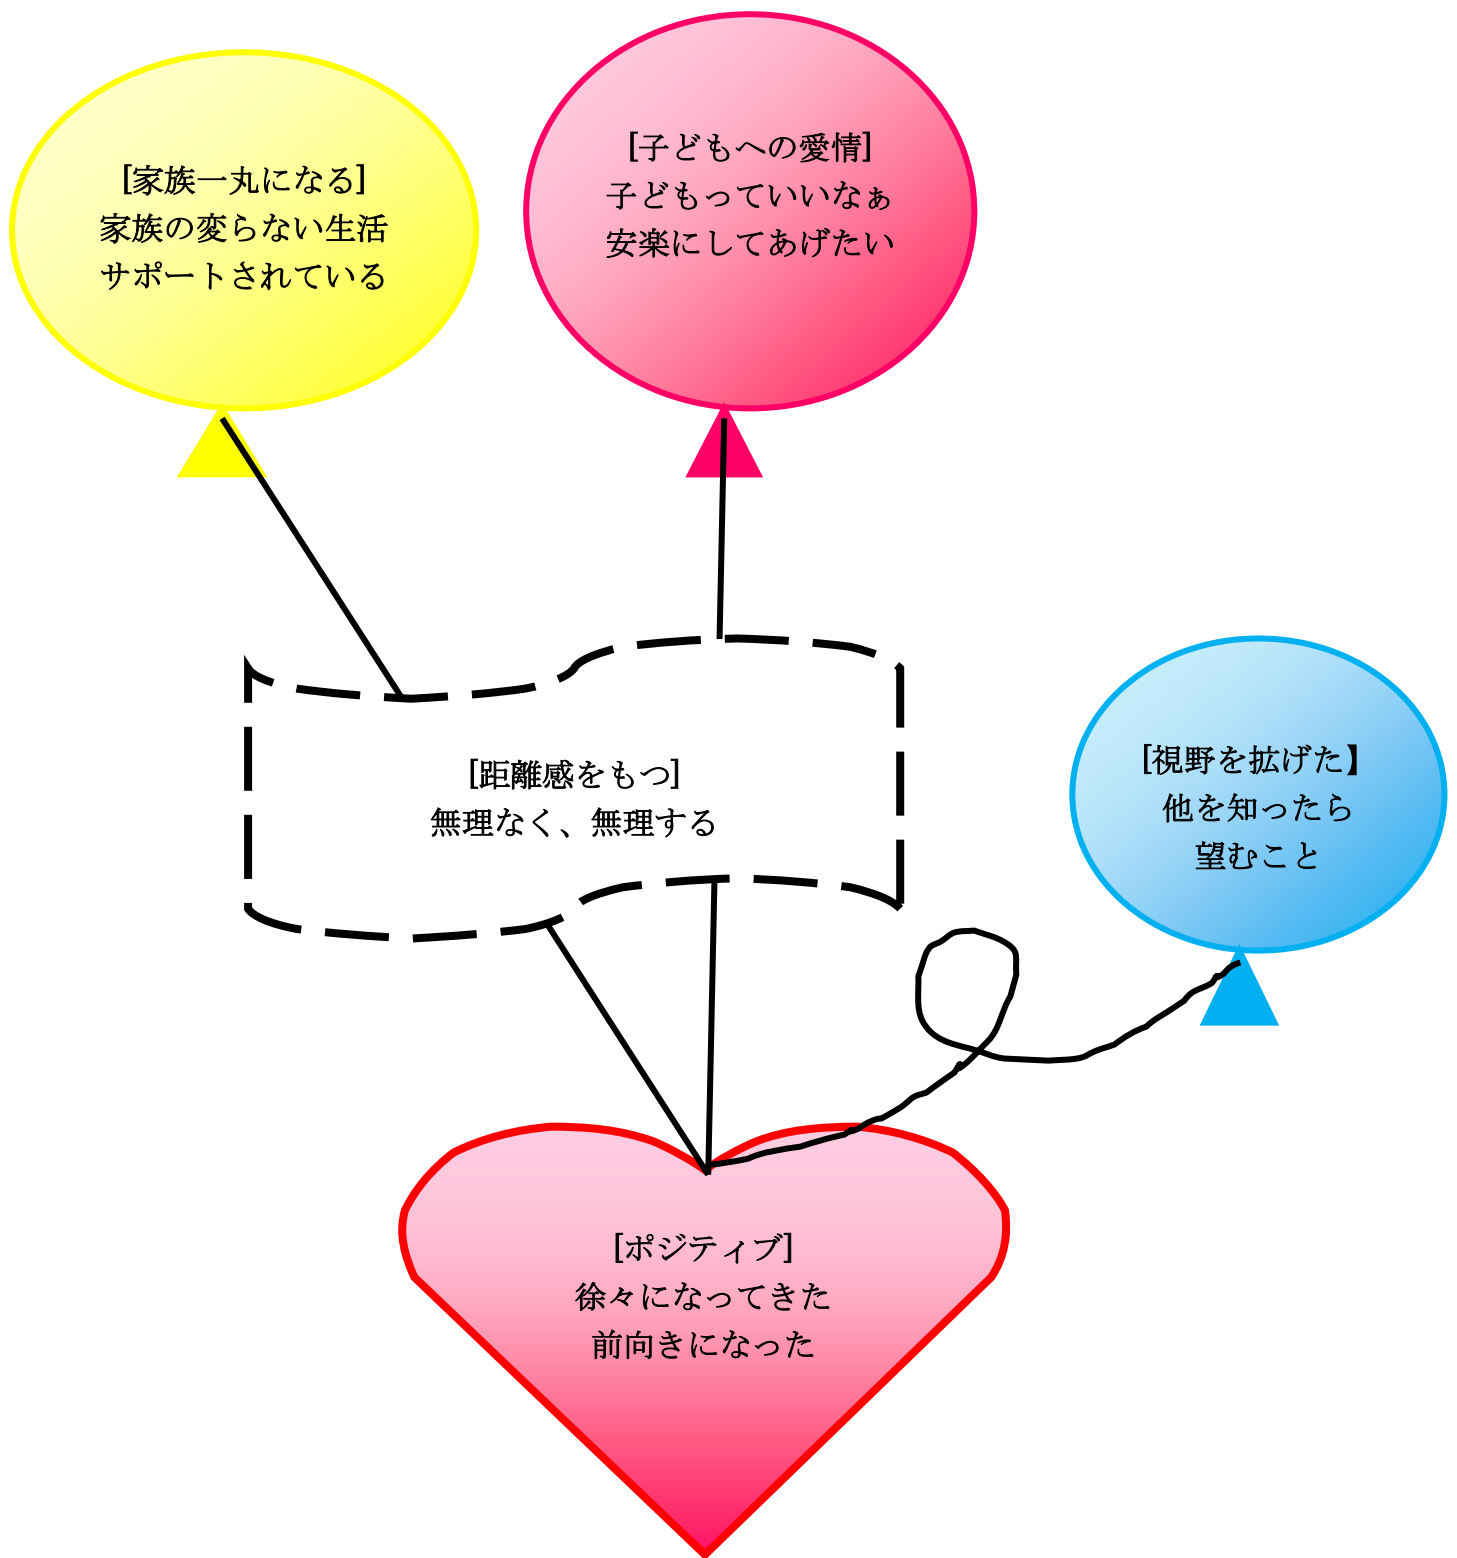 [家族一丸になる]
家族の変らない生活
サポートされている
[子どもへの愛情]
子どもっていいなぁ
安楽にしてあげたい
[距離感をもつ]
無理なく、無理する
[視野を拡げた】
他を知ったら
望むこと
[ポジティブ]
徐々になってきた
前向きになった